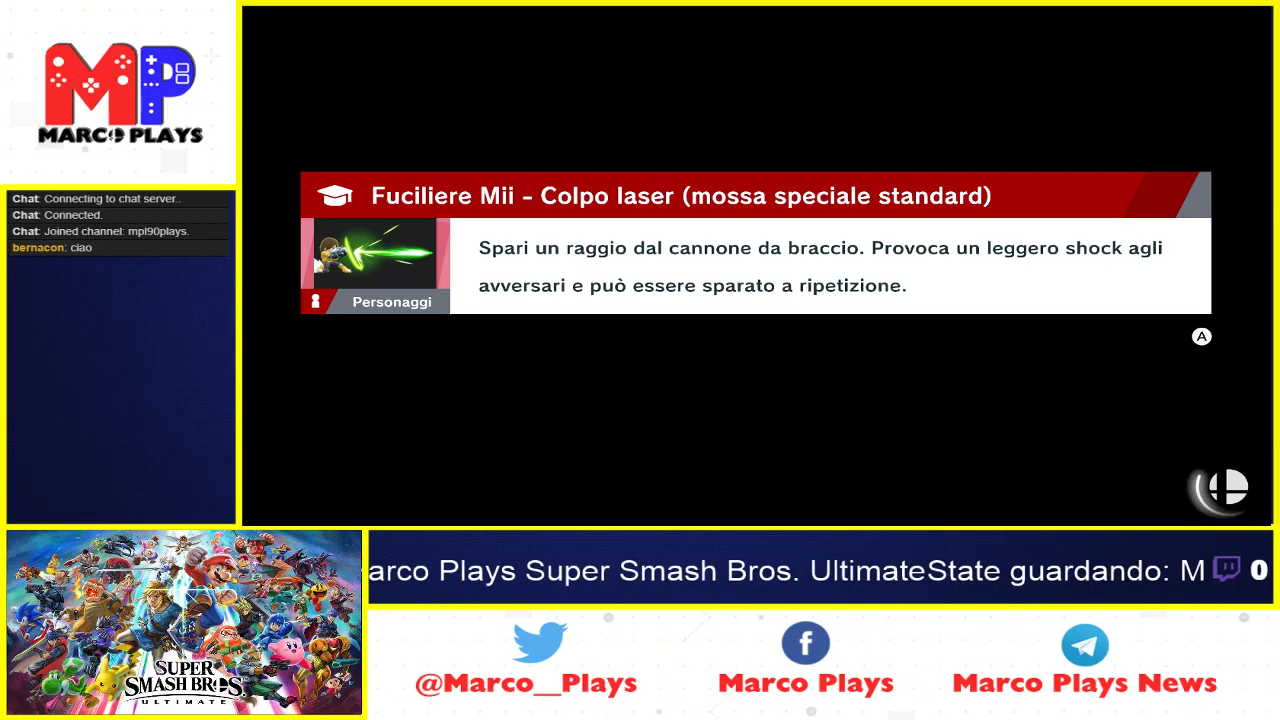 MP
MARCO PLAYS
Chat: Connecting to chat server..
Chat: Connected.
Chat: Joined channel: mpl90plays.
bernacon: ciao
Fuciliere Mii - Colpo laser (mossa speciale standard)
Spari un raggio dal cannone da braccio. Provoca un leggero shock agli
avversari e può essere sparato a ripetizione.
Personaggi
A
SUPER
SMASH BROS.
ULTIMATE
arco Plays Super Smash Bros. UltimateState guardando: M 0
@Marco__Plays
Marco Plays
Marco Plays News